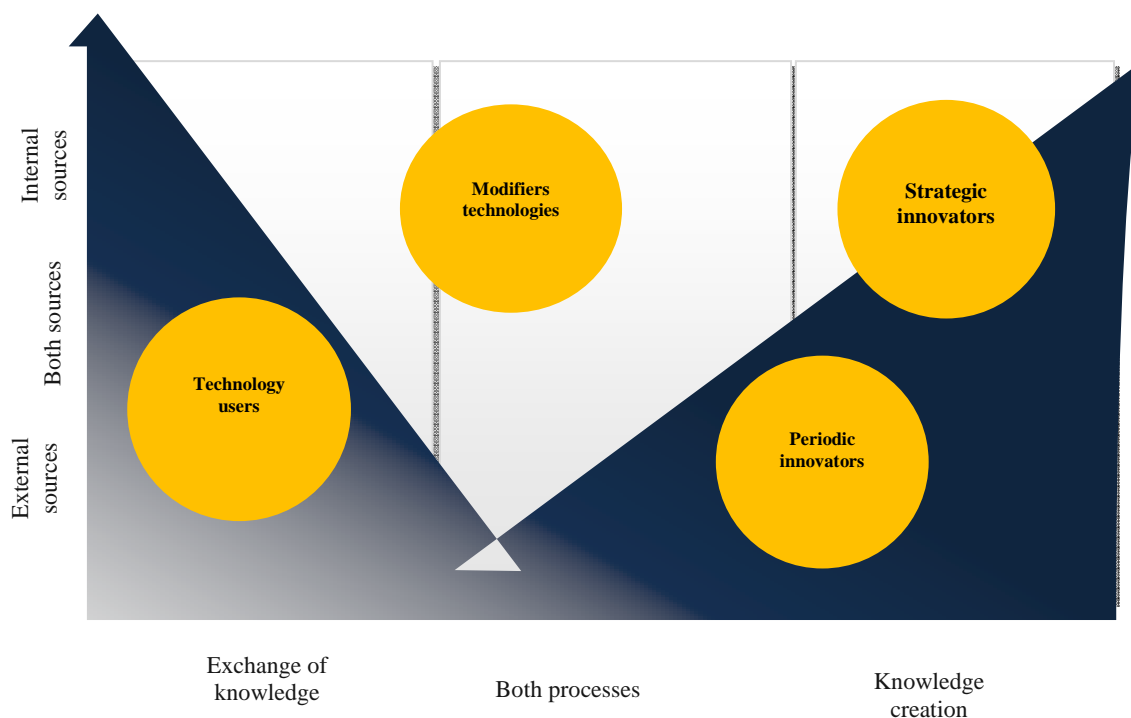 Internal
sources
Both sources
External
sources
Modifiers
technologies
Strategic
innovators
Technology
users
Periodic
innovators
Exchange of
knowledge
Both processes
Knowledge
creation